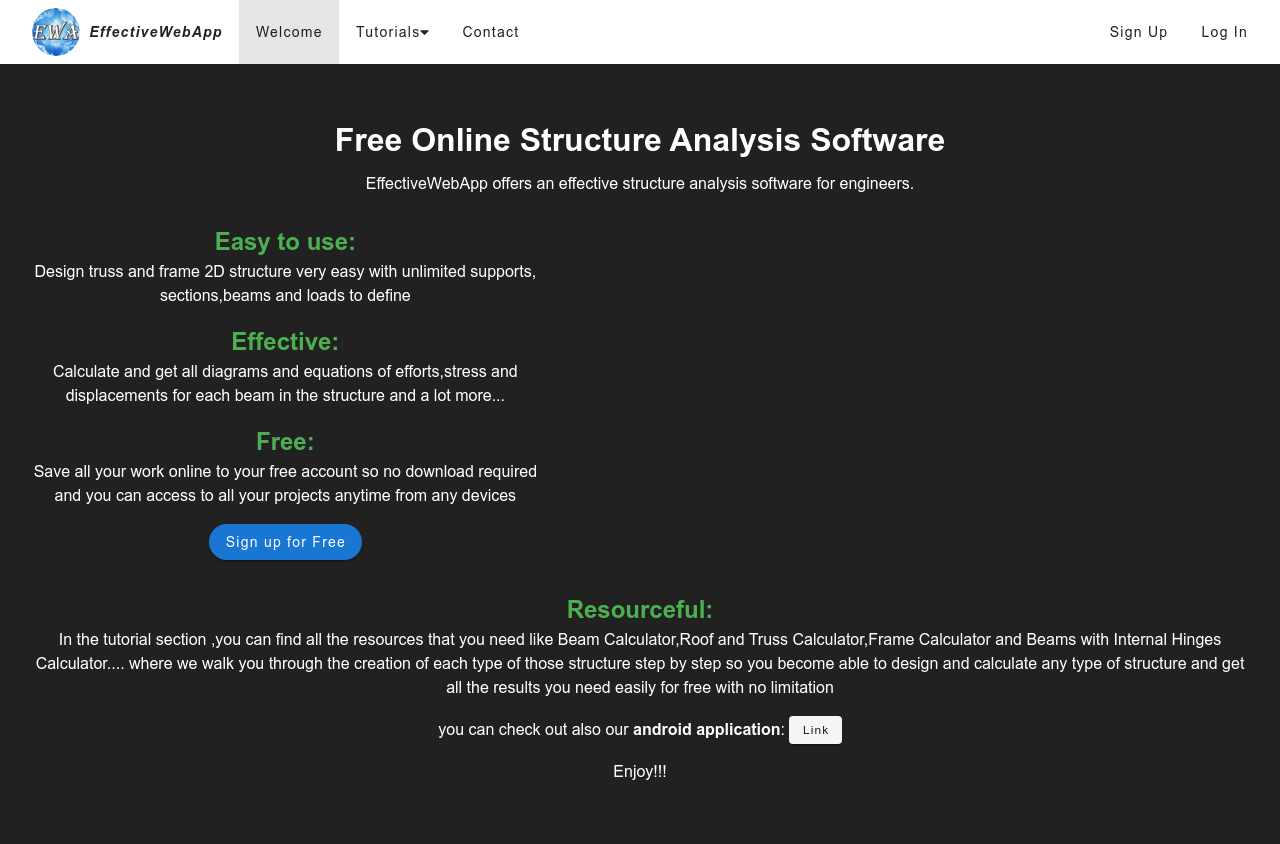 EWA EffectiveWebApp Welcome Tutorials Contact Sign Up Log In
Free Online Structure Analysis Software
EffectiveWebApp offers an effective structure analysis software for engineers.
Easy to use:
Design truss and frame 2D structure very easy with unlimited supports,
sections,beams and loads to define
Effective:
Calculate and get all diagrams and equations of efforts,stress and
displacements for each beam in the structure and a lot more...
Free:
Save all your work online to your free account so no download required
and you can access to all your projects anytime from any devices
Sign up for Free
Resourceful:
In the tutorial section ,you can find all the resources that you need like Beam Calculator,Roof and Truss Calculator,Frame Calculator and Beams with Internal Hinges
Calculator.... where we walk you through the creation of each type of those structure step by step so you become able to design and calculate any type of structure and get
all the results you need easily for free with no limitation
you can check out also our android application: Link
Enjoy!!!